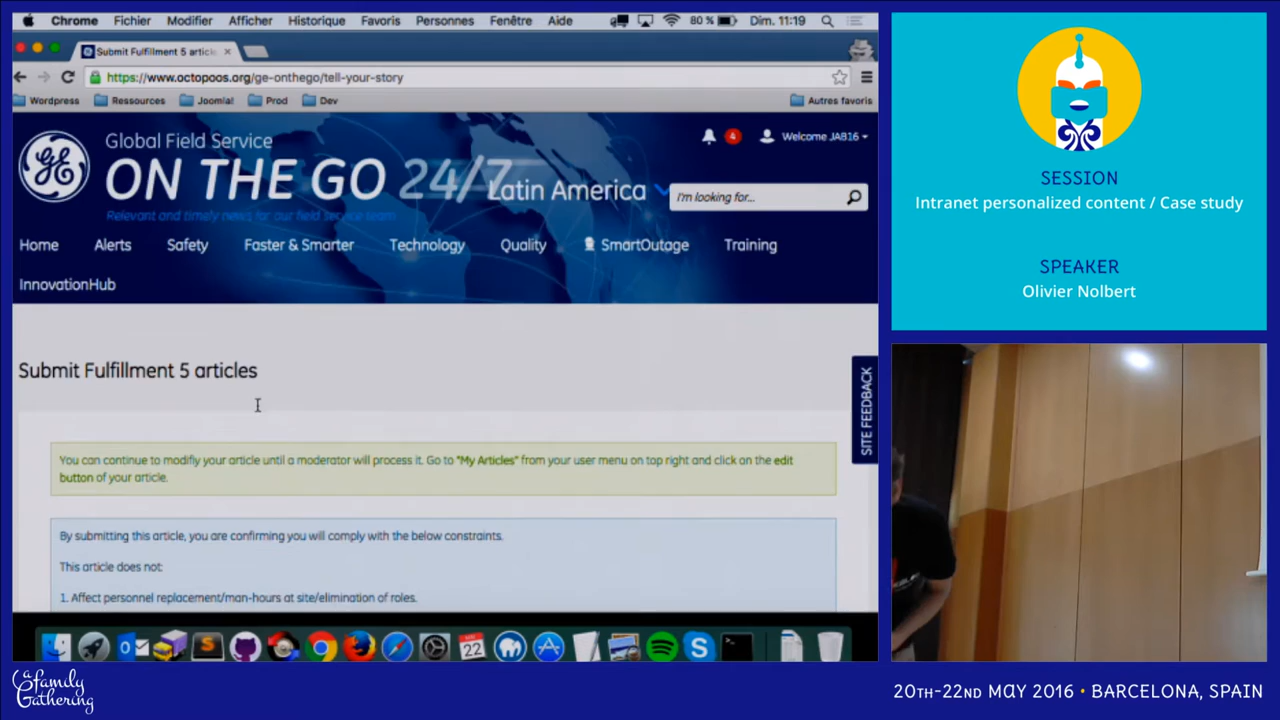 Chrome Fichier Modifier Afficher Historique Favoris Personnes Fenêtre Aide 80 % Dim. 11:19
Submit Fulfillment 5 article
https://www.octopoos.org/ge-onthego/tell-your-story
Wordpress Ressources Joomla! Prod Dev Autres favoris
GE
Global Field Service
ON THE GO 24/7
Latin America
Relevant and timely news for our field service team
4 Welcome JAB16
I'm looking for...
Home Alerts Safety Faster & Smarter Technology Quality SmartOutage Training
InnovationHub
Submit Fulfillment 5 articles
SITE FEEDBACK
You can continue to modifiy your article until a moderator will process it. Go to "My Articles" from your user menu on top right and click on the edit
button of your article.
By submitting this article, you are confirming you will comply with the below constraints.
This article does not:
1. Affect personnel replacement/man-hours at site/elimination of roles.
MAY
22
SESSION
Intranet personalized content / Case study
SPEAKER
Olivier Nolbert
a Family
Gathering
20TH-22ND MAY 2016 • BARCELONA, SPAIN